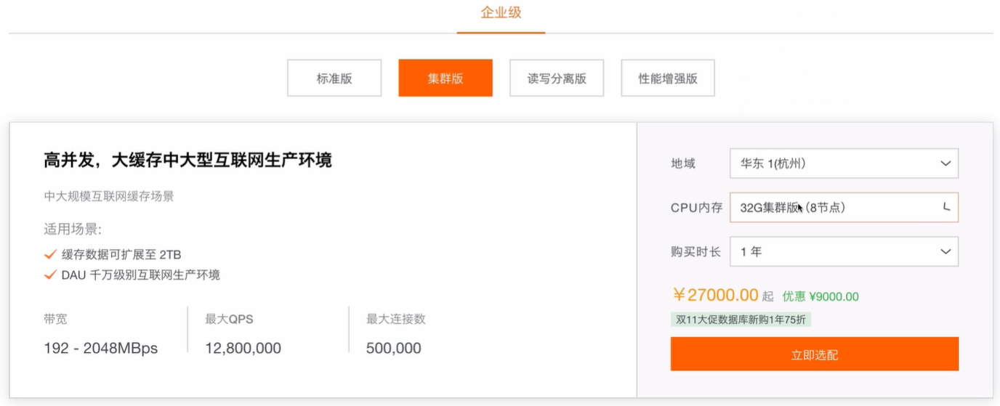 企业级
标准版
集群版
读写分离版
性能增强版
高并发，大缓存中大型互联网生产环境
中大规模互联网缓存场景
适用场景:
缓存数据可扩展至 2TB
DAU 千万级别互联网生产环境
带宽
192 - 2048MBps
最大QPS
12,800,000
最大连接数
500,000
地域
华东 1(杭州）
CPU内存
32G集群版（8节点）
购买时长
1 年
￥27000.00 起 优惠 ¥9000.00
双11大促数据库新购1年75折
立即选配